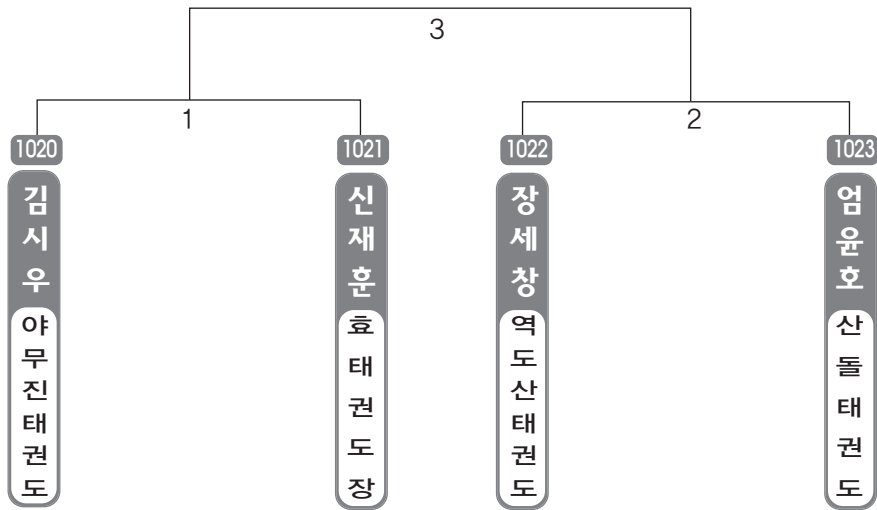 3
1
2
1020
1021
1022
1023
김시우
신재훈
장세창
엄윤호
야무진태권도
효태권도장
역도산태권도
산돌태권도